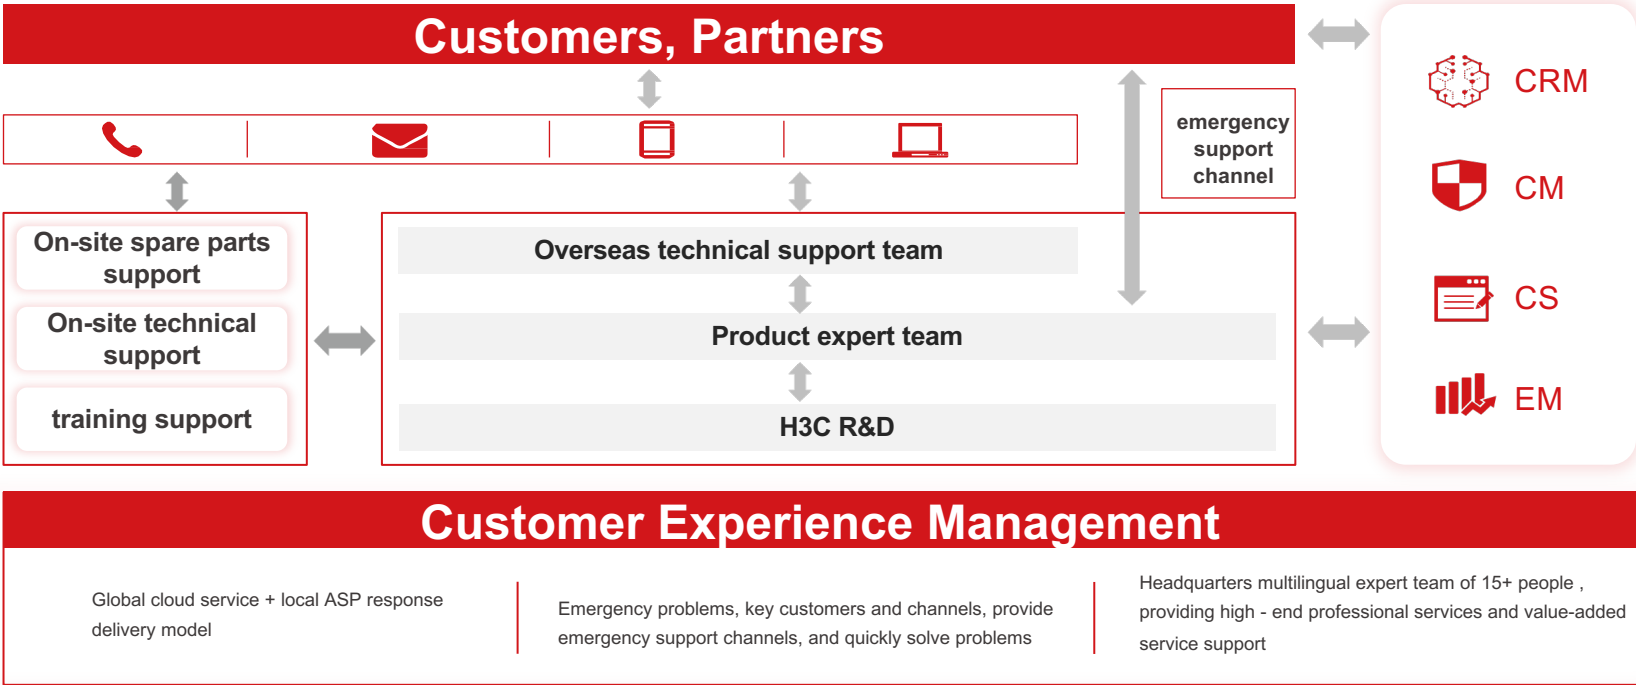 Customers, Partners
emergency
support
channel
On-site spare parts
support
On-site technical
support
training support
Overseas technical support team
Product expert team
H3C R&D
CRM
CM
CS
EM
Customer Experience Management
Global cloud service + local ASP response
delivery model
Emergency problems, key customers and channels, provide
emergency support channels, and quickly solve problems
Headquarters multilingual expert team of 15+ people ,
providing high - end professional services and value-added
service support